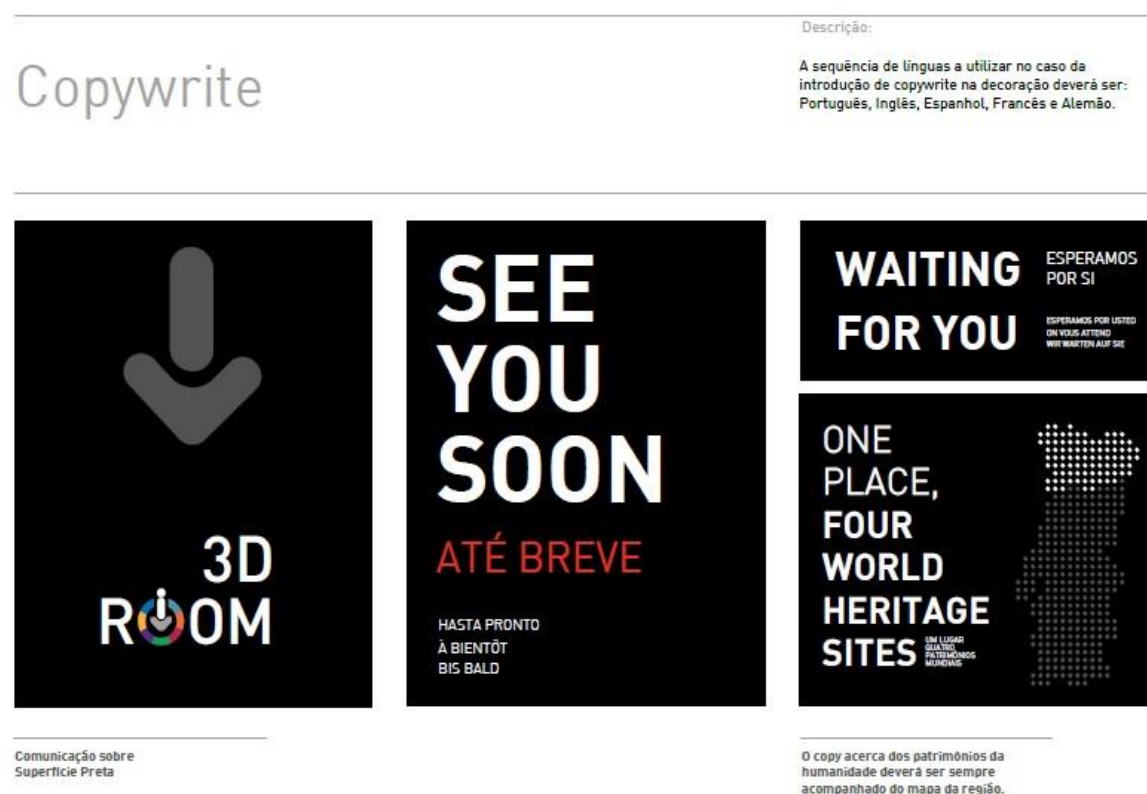 Copywrite
Descrição:
A sequência de línguas a utilizar no caso da
introdução de copywrite na decoração deverá ser:
Português, Inglês, Espanhol, Francês e Alemão.
3D
ROOM
SEE
YOU
SOON
ATÉ BREVE
HASTA PRONTO
À BIENTÔT
BIS BALD
WAITING
FOR YOU
ESPERAMOS
POR SI
ESPERAMOS POR USTED
ON VOUS ATTEND
WIR WARTEN AUF SIE
ONE
PLACE,
FOUR
WORLD
HERITAGE
SITES
UM LUGAR
QUATRO
PATRIMÓNIOS
MUNDIAIS
Comunicação sobre
Superfície Preta
O copy acerca dos patrimónios da
humanidade deverá ser sempre
acompanhado do mapa da região.